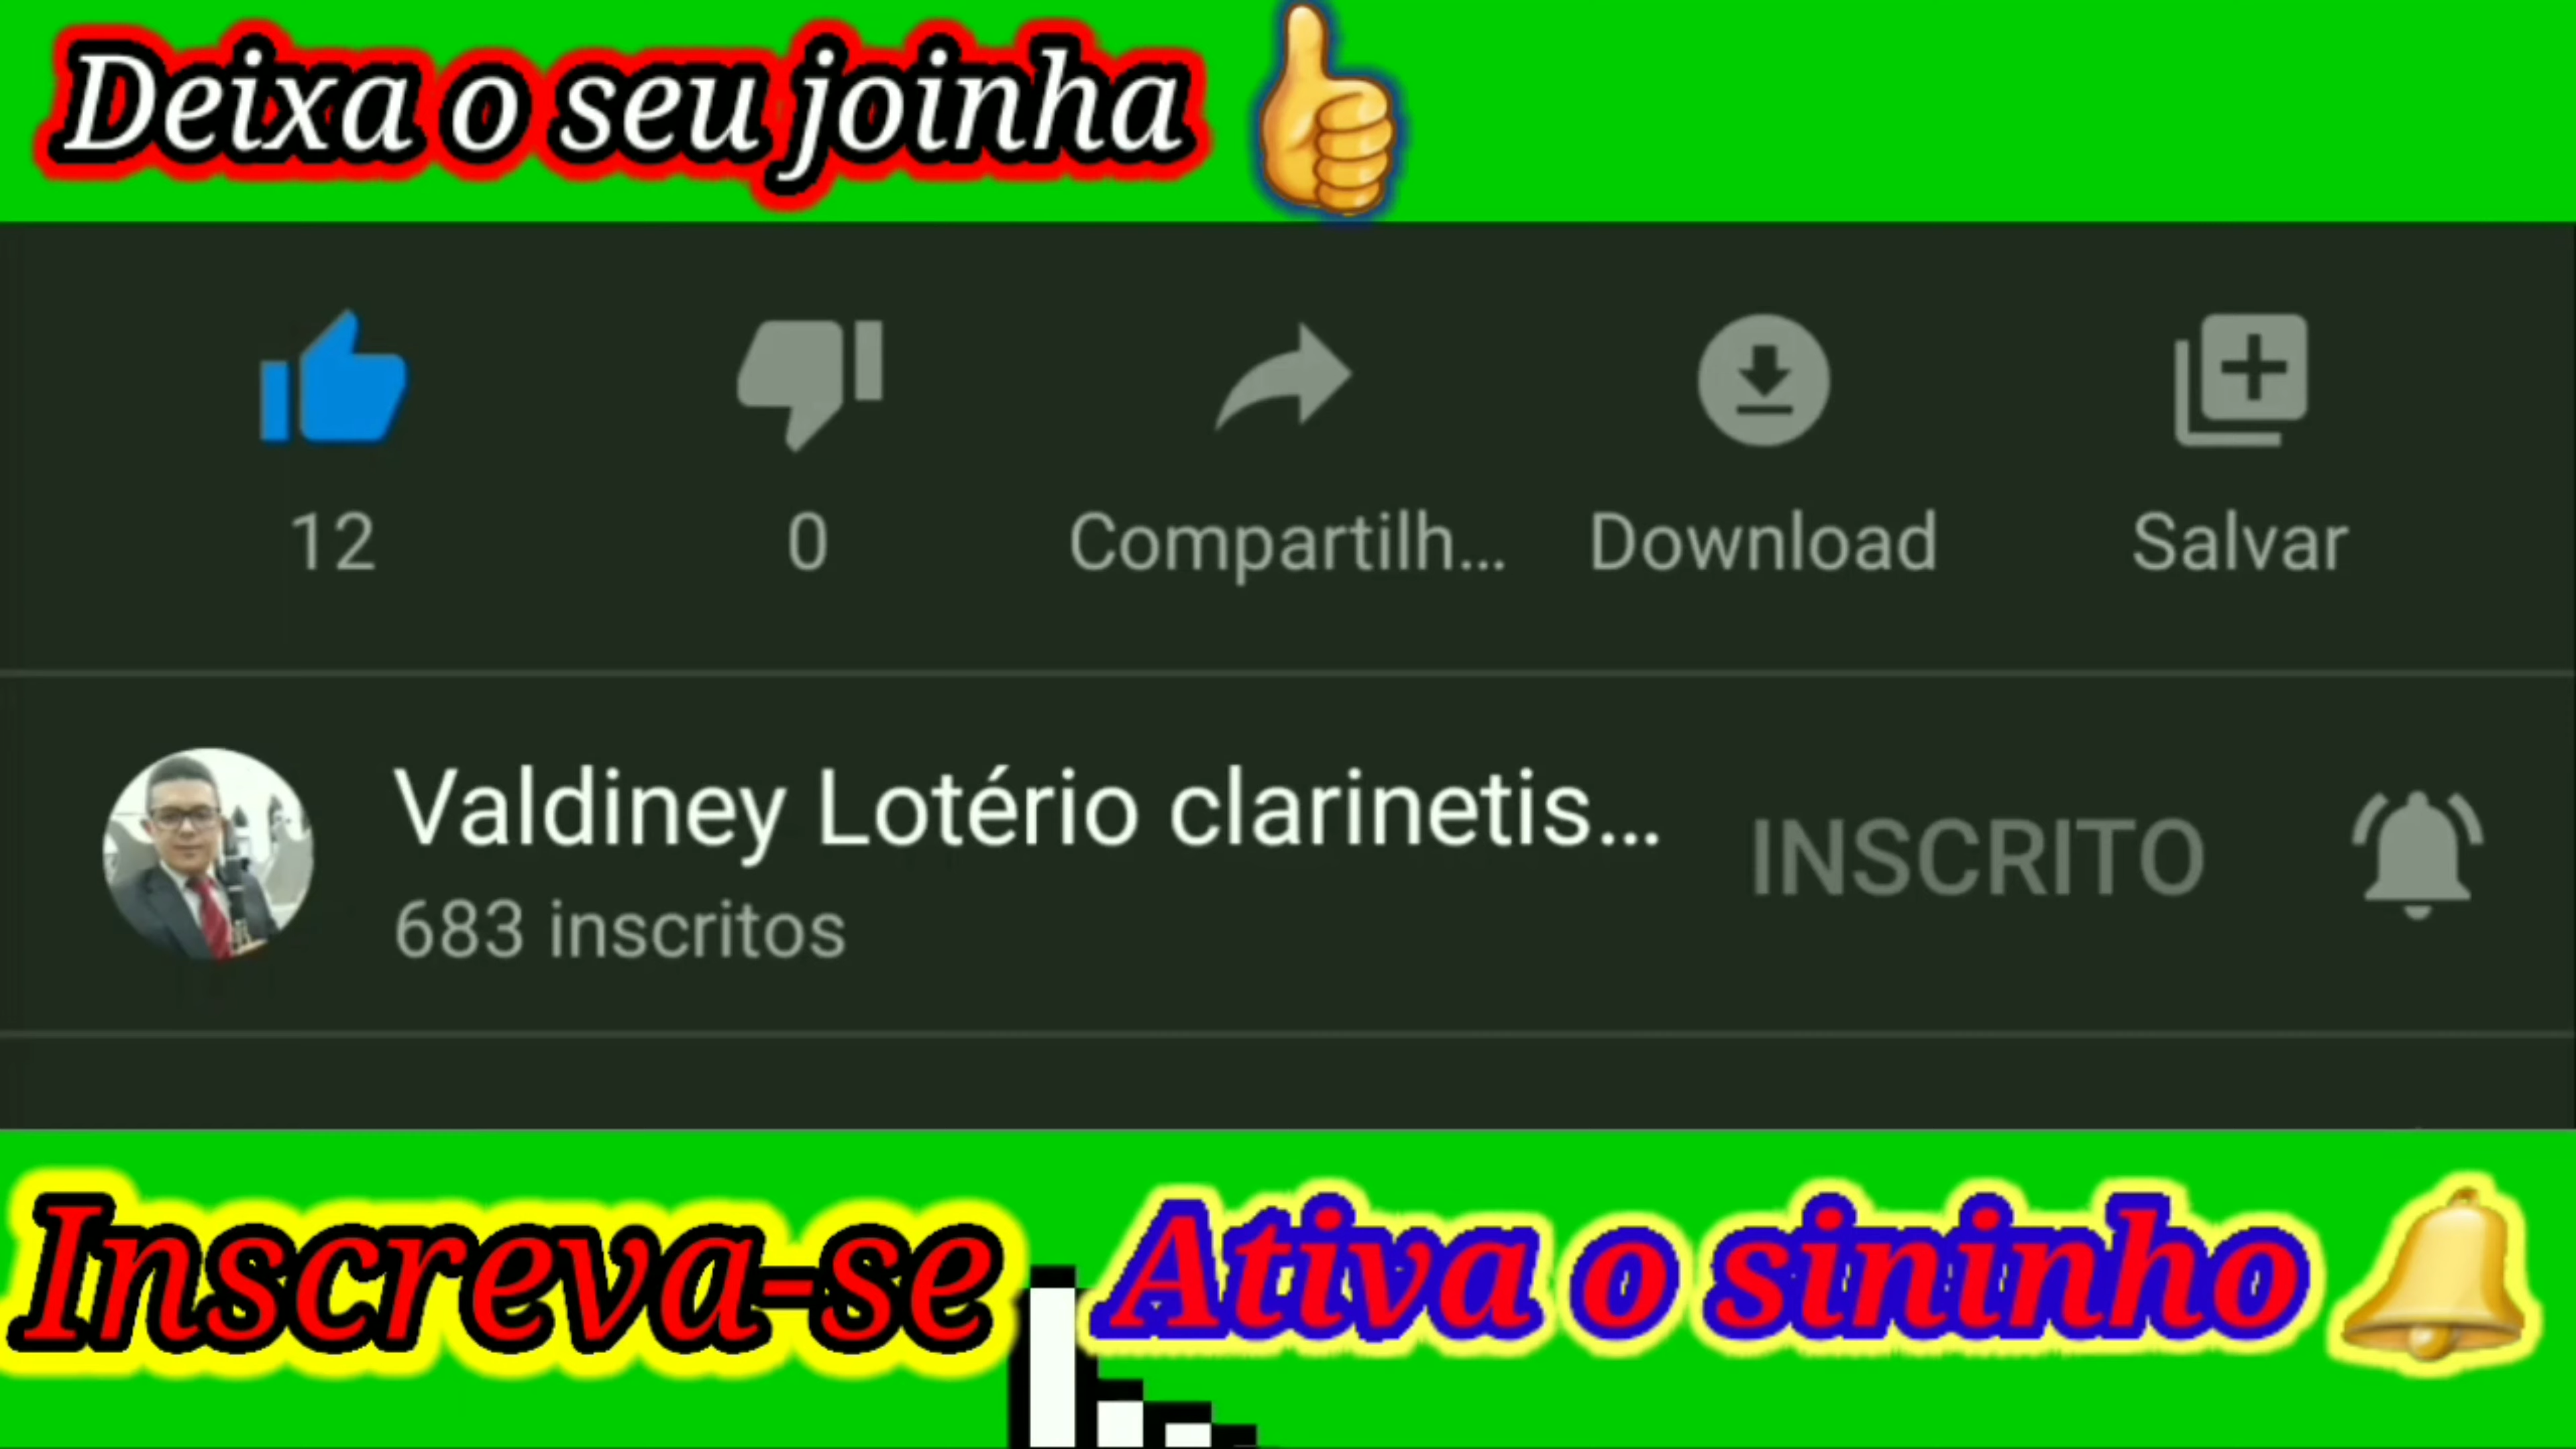 Deixa o seu joinha
12
0
Compartilh...
Download
Salvar
Valdiney Lotério clarinetis...
INSCRITO
683 inscritos
Inscreva-se
Ativa o sininho